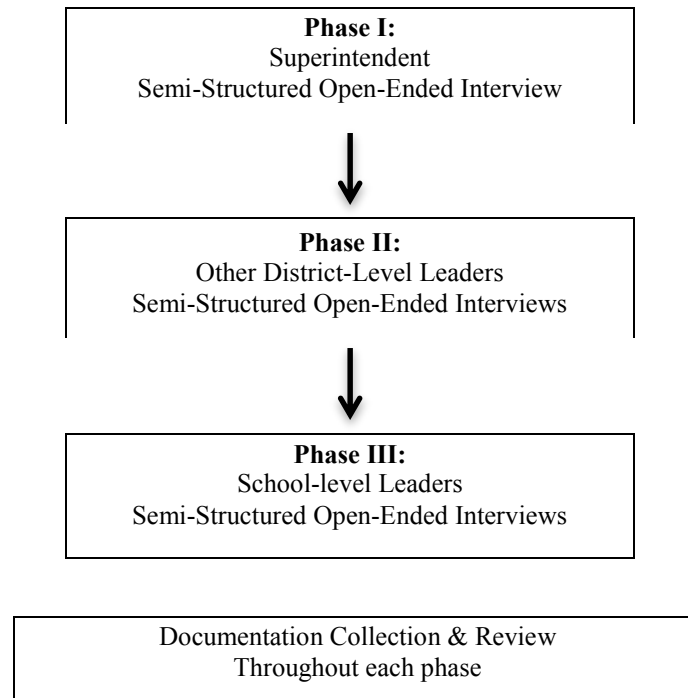 Phase I:
Superintendent
Semi-Structured Open-Ended Interview
Phase II:
Other District-Level Leaders
Semi-Structured Open-Ended Interviews
Phase III:
School-level Leaders
Semi-Structured Open-Ended Interviews
Documentation Collection & Review
Throughout each phase